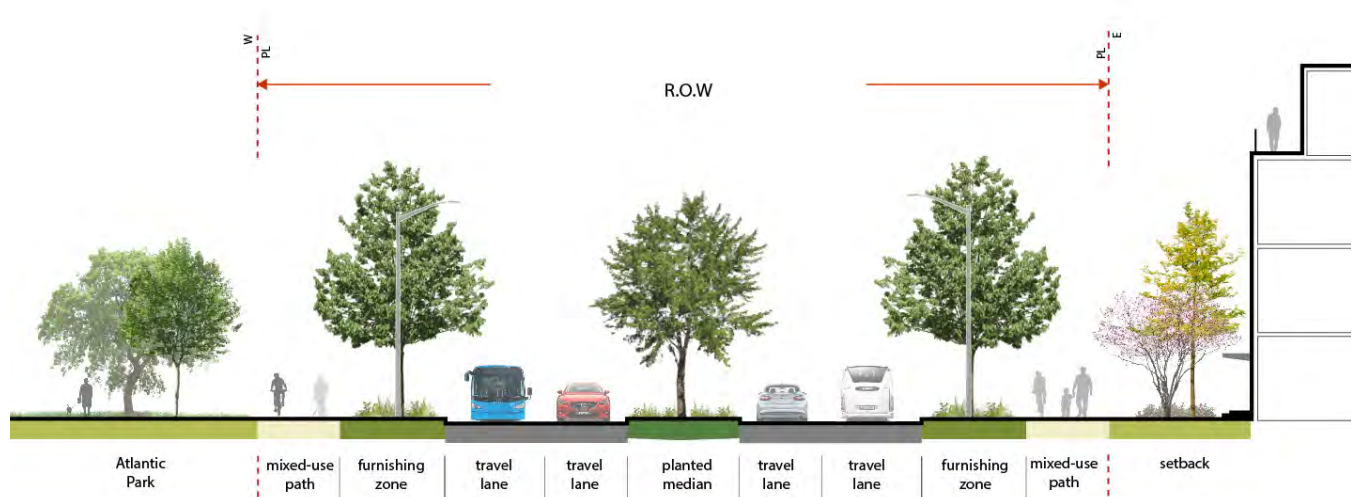 W
PL
PL
E
R.O.W
Atlantic
Park
mixed-use
path
furnishing
zone
travel
lane
travel
lane
planted
median
travel
lane
travel
lane
furnishing
zone
mixed-use
path
setback